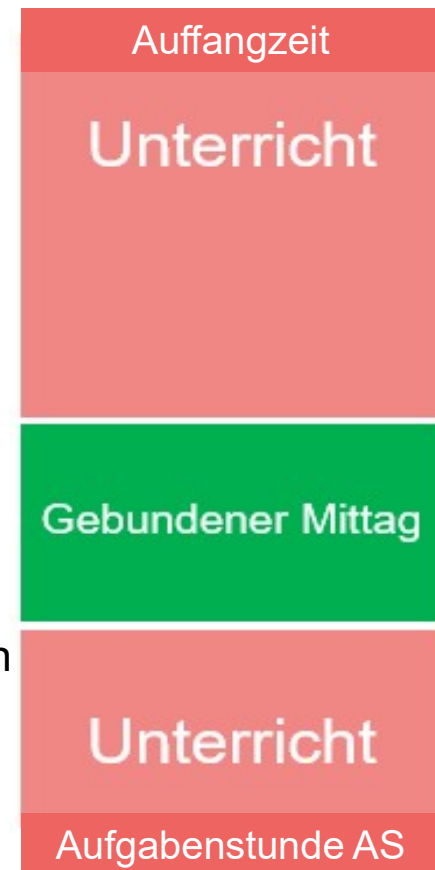 Auffangzeit
Unterricht
Gebundener Mittag
n
Unterricht
Aufgabenstunde AS